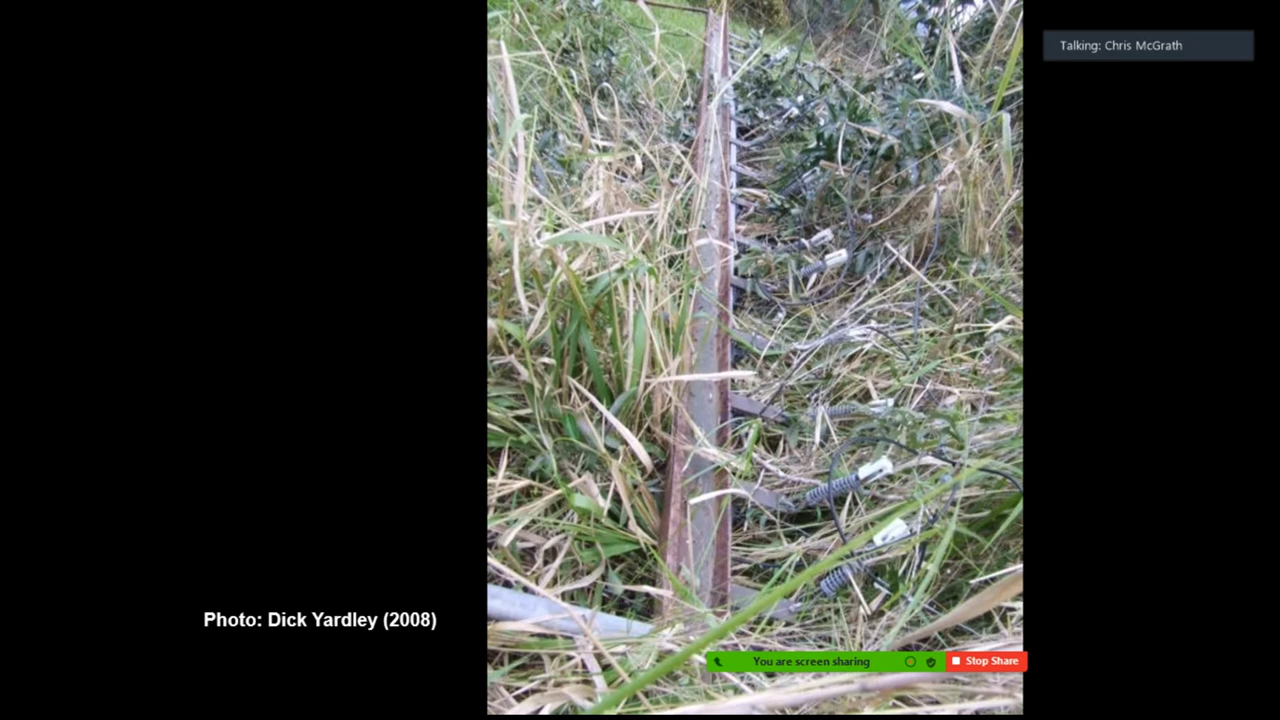 Talking: Chris McGrath
Photo: Dick Yardley (2008)
You are screen sharing
Stop Share